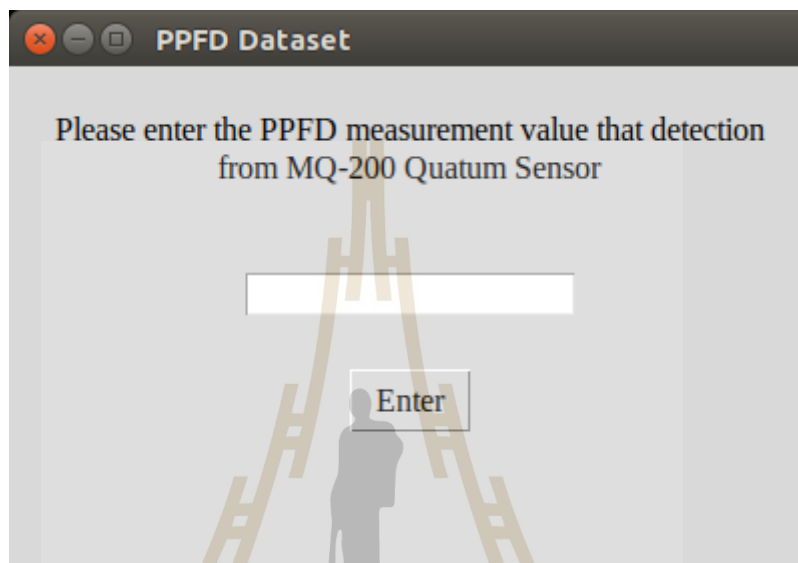 PPFD Dataset
Please enter the PPFD measurement value that detection
from MQ-200 Quatum Sensor
Enter